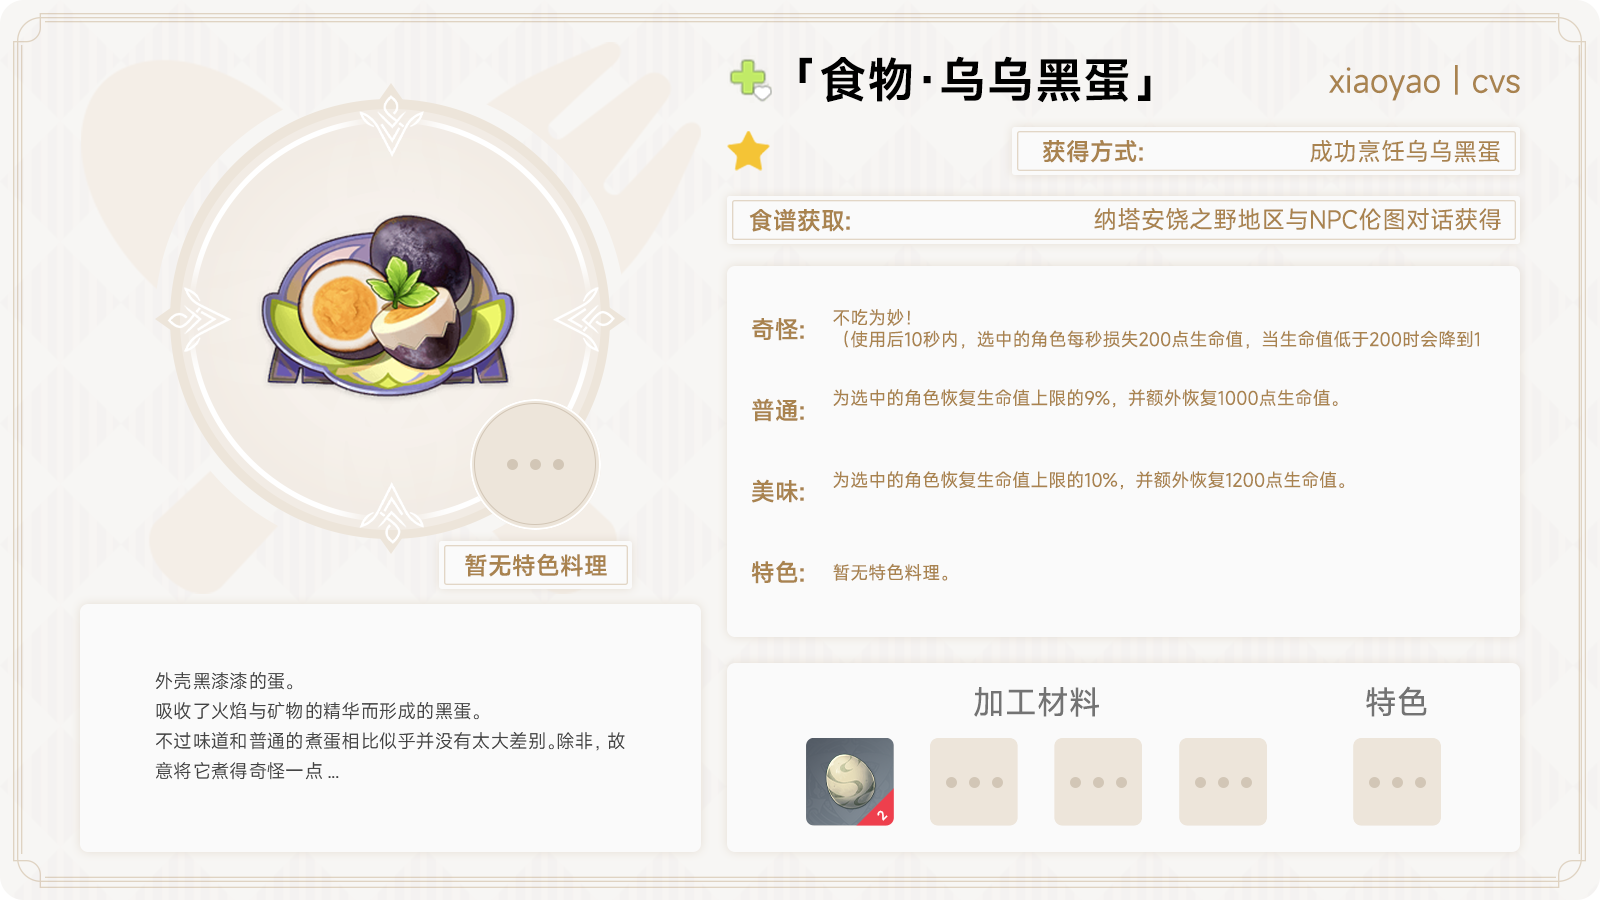 「食物·乌乌黑蛋」
xiaoyao | cvs
获得方式:
成功烹饪乌乌黑蛋
食谱获取:
纳塔安饶之野地区与NPC伦图对话获得
奇怪:
不吃为妙!
（使用后10秒内，选中的角色每秒损失200点生命值，当生命值低于200时会降到1
普通:
为选中的角色恢复生命值上限的9%，并额外恢复1000点生命值。
美味:
为选中的角色恢复生命值上限的10%，并额外恢复1200点生命值。
特色:
暂无特色料理。
暂无特色料理
外壳黑漆漆的蛋。
吸收了火焰与矿物的精华而形成的黑蛋。
不过味道和普通的煮蛋相比似乎并没有太大差别。除非，故
意将它煮得奇怪一点...
加工材料
特色
2